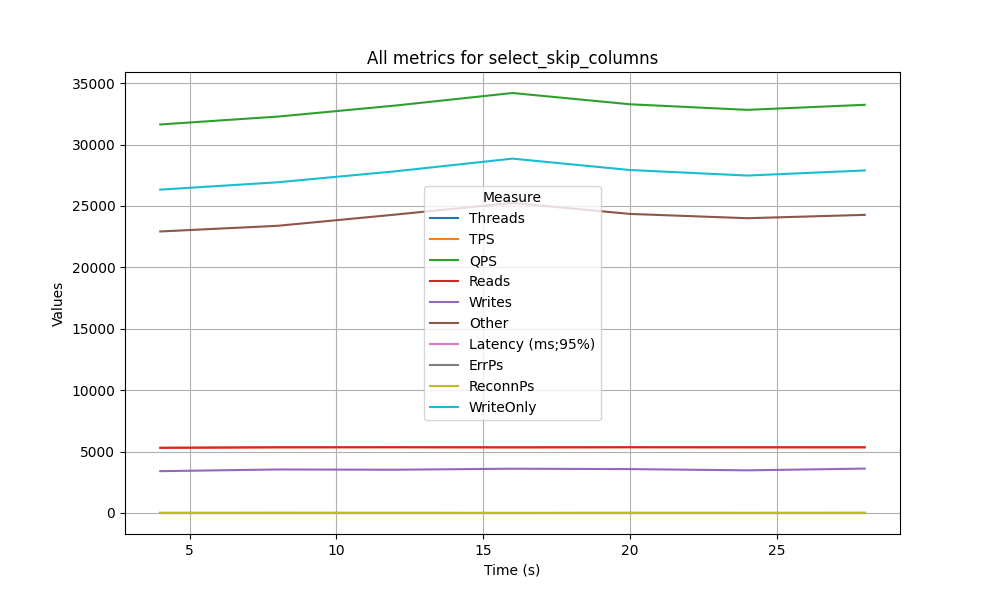 All metrics for select_skip_columns
35000
30000
25000
20000
15000
10000
5000
0
Values
Measure
Threads
TPS
QPS
Reads
Writes
Other
Latency (ms;95%)
ErrPs
ReconnPs
WriteOnly
5 10 15 20 25
Time (s)